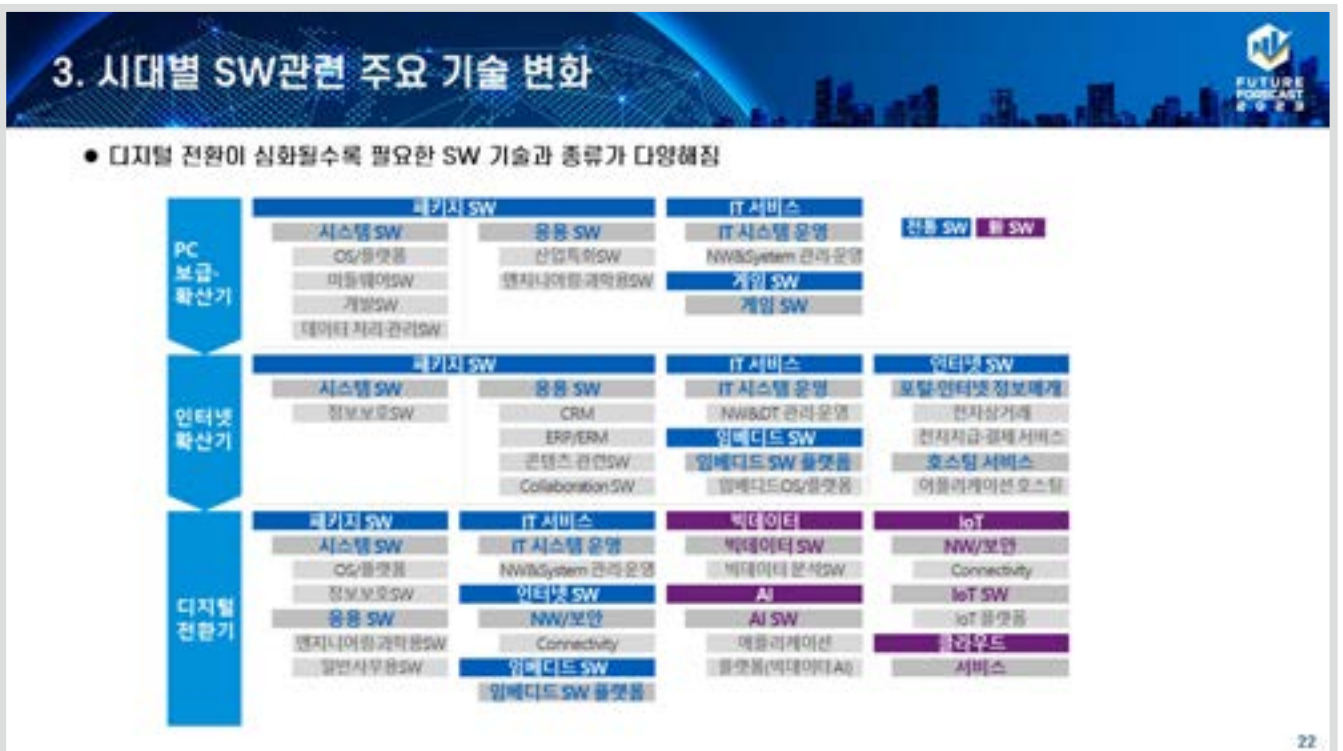 3. 시대별 SW관련 주요 기술 변화
FUTURE
FORECAST
2023
● 디지털 전환이 심화될수록 필요한 SW 기술과 종류가 다양해짐
전통 SW 新 SW
PC
보급·
확산기
패키지 SW
시스템 SW
OS/플랫폼
미들웨어SW
개발SW
데이터 처리·관리SW
응용 SW
산업특화SW
엔지니어링·과학용SW
IT 서비스
IT 시스템 운영
NW&System 관리·운영
게임 SW
게임 SW
인터넷
확산기
패키지 SW
시스템 SW
정보보호SW
응용 SW
CRM
ERP/ERM
콘텐츠 관련SW
Collaboration SW
IT 서비스
IT 시스템 운영
NW&DT 관리·운영
임베디드 SW
임베디드 SW 플랫폼
임베디드OS/플랫폼
인터넷 SW
포털·인터넷 정보매개
전자상거래
전자지급·결제 서비스
호스팅 서비스
어플리케이션 호스팅
디지털
전환기
패키지 SW
시스템 SW
OS/플랫폼
정보보호SW
응용 SW
엔지니어링·과학용SW
일반사무용SW
IT 서비스
IT 시스템 운영
NW&System 관리·운영
인터넷 SW
NW/보안
Connectivity
임베디드 SW
임베디드 SW 플랫폼
빅데이터
빅데이터 SW
빅데이터 분석SW
AI
AI SW
애플리케이션
플랫폼(빅데이터AI)
IoT
NW/보안
Connectivity
IoT SW
IoT 플랫폼
클라우드
서비스
22